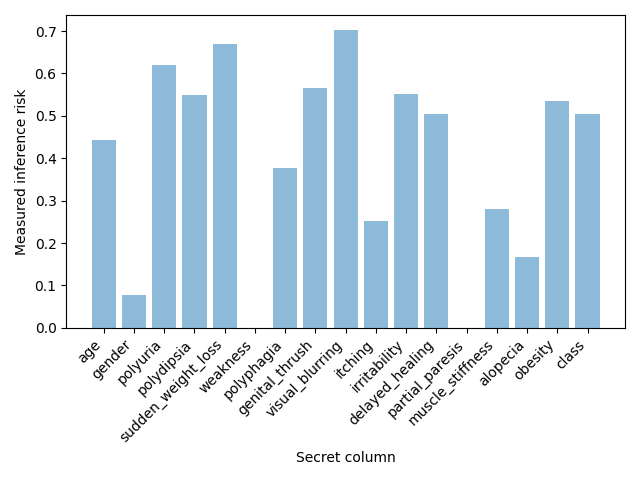 Measured inference risk
0.7
0.6
0.5
0.4
0.3
0.2
0.1
0.0
age
gender
polyuria
polydipsia
sudden_weight_loss
weakness
polyphagia
genital_thrush
visual_blurring
itching
irritability
delayed_healing
partial_paresis
muscle_stiffness
alopecia
obesity
class
Secret column